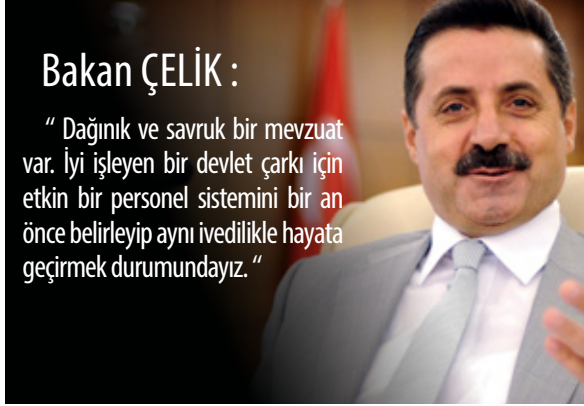 Bakan ÇELİK :
“ Dağınık ve savruk bir mevzuat
var. İyi işleyen bir devlet çarkı için
etkin bir personel sistemini bir an
önce belirleyip aynı ivedilikle hayata
geçirmek durumundayız. “